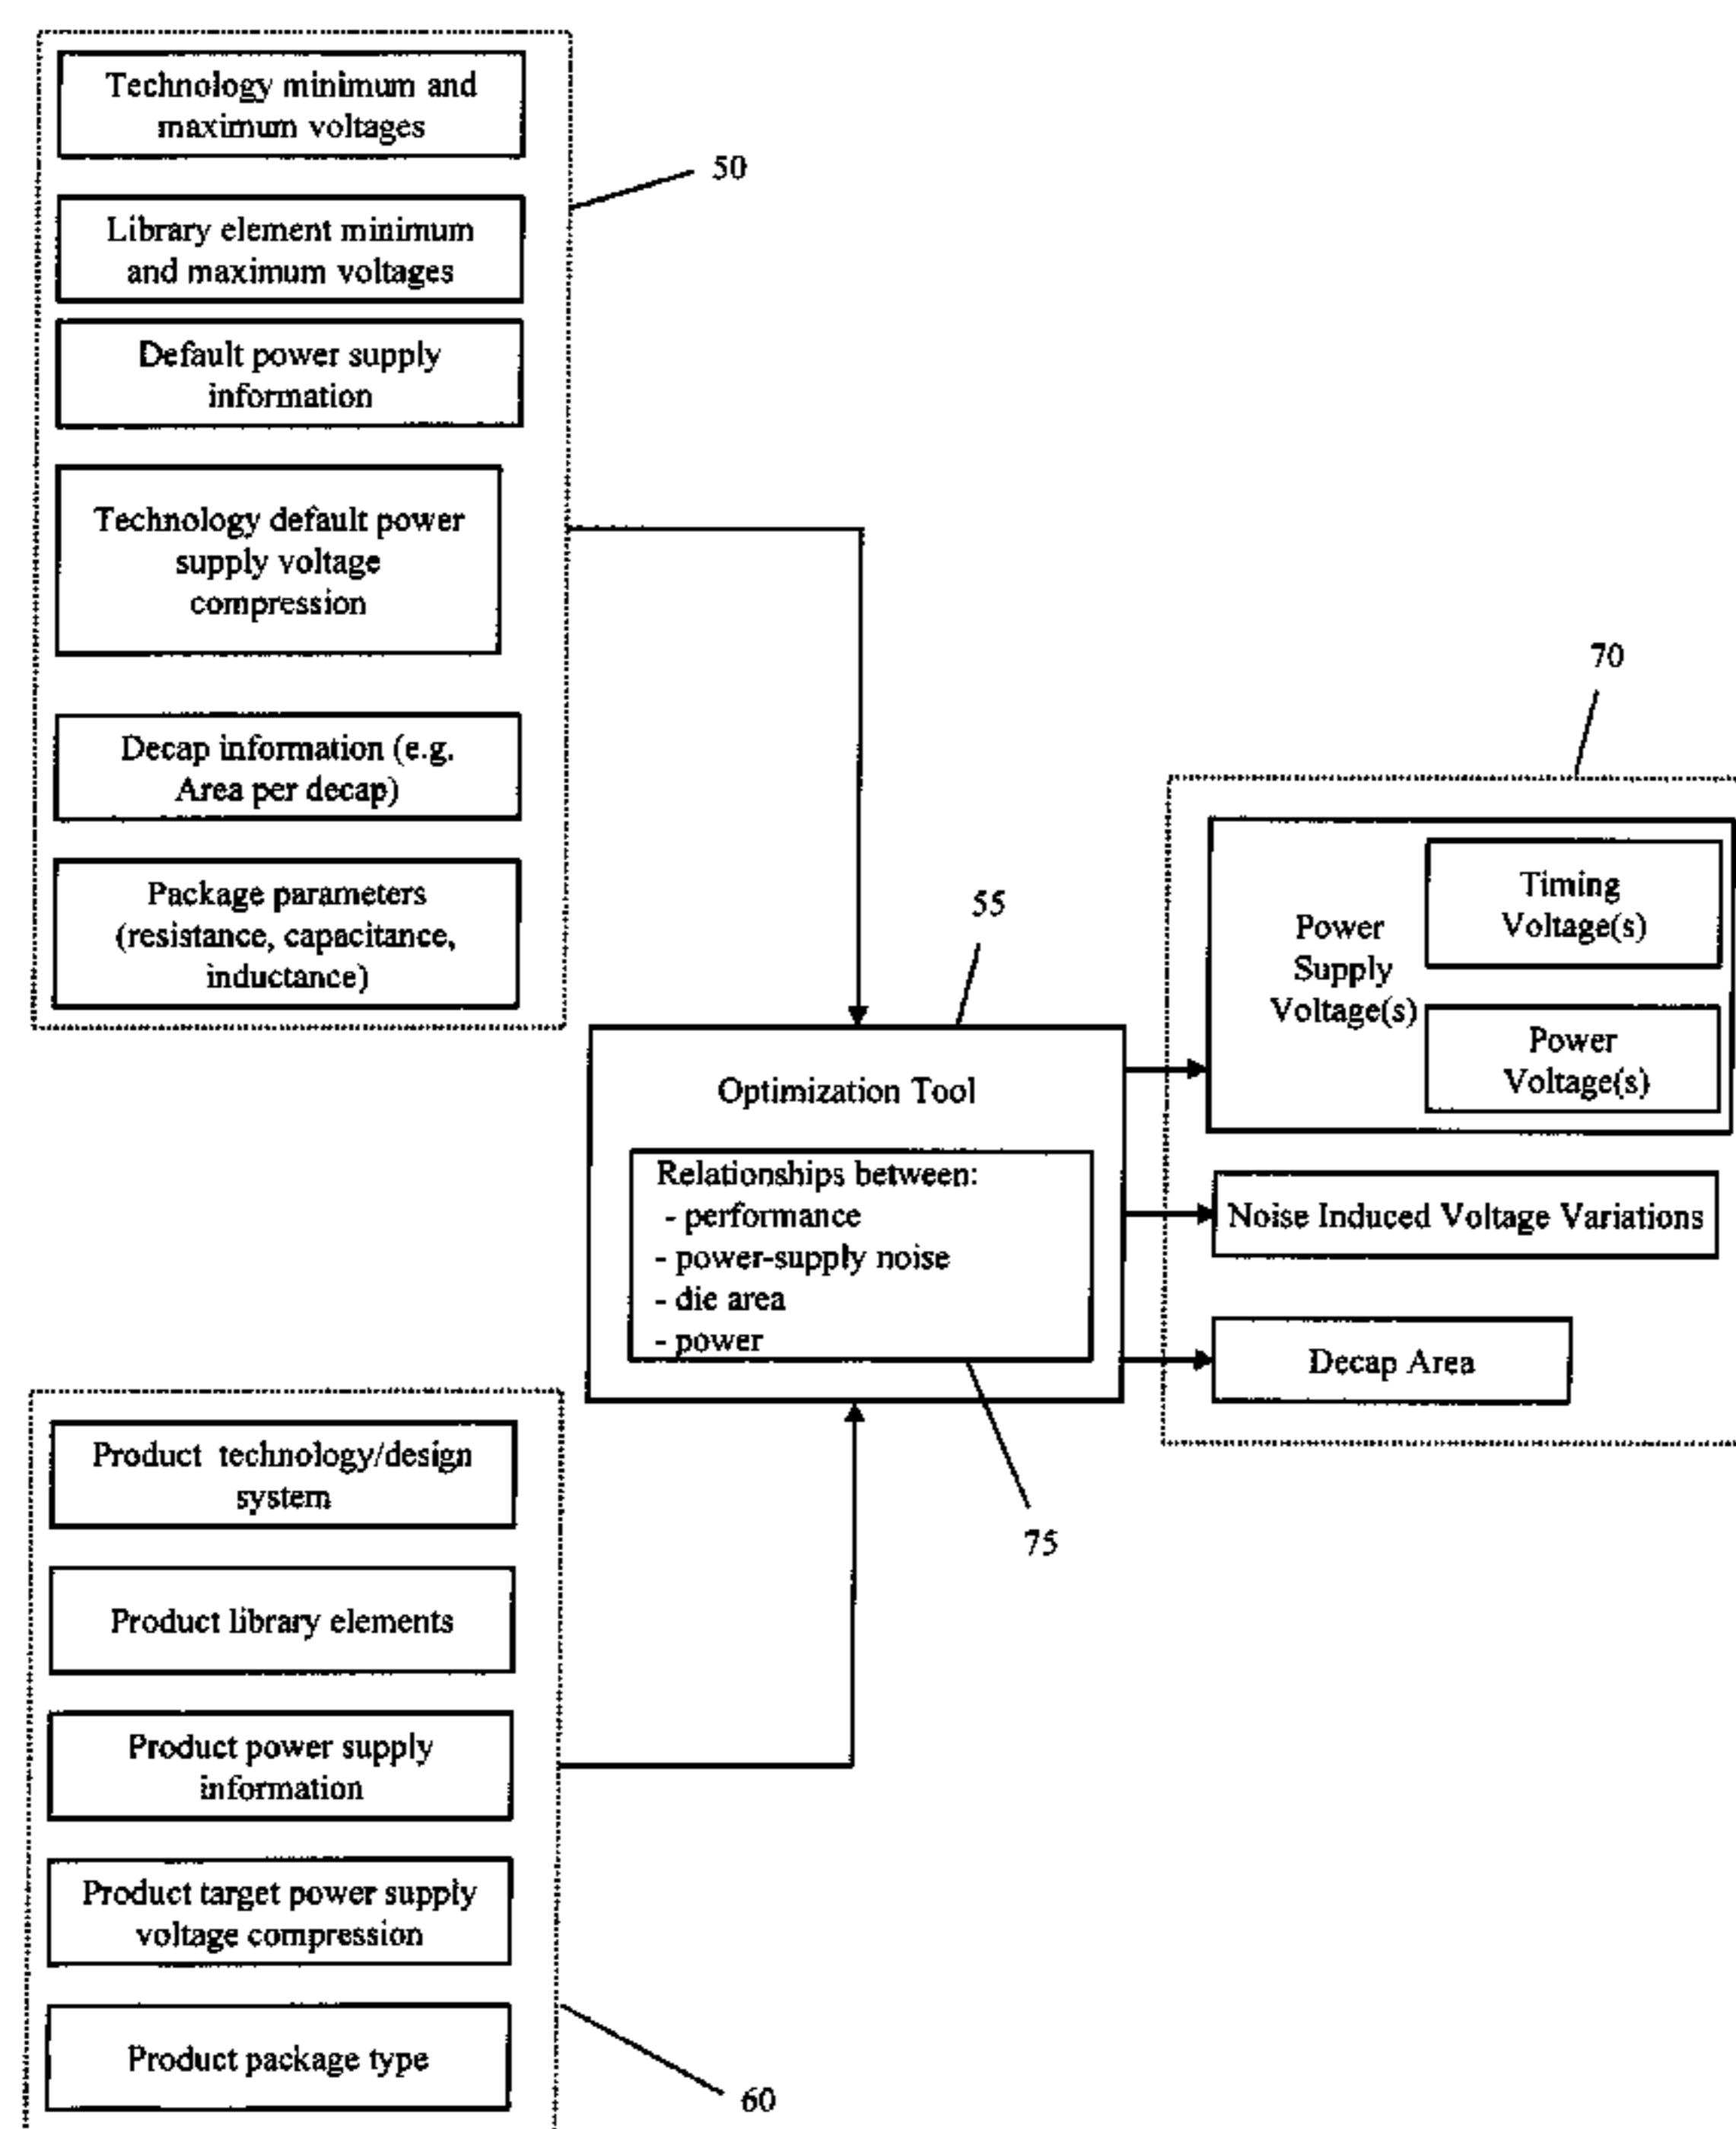 Technology minimum and
maximum voltages
50
Library element minimum
and maximum voltages
Default power supply
information
Technology default power
supply voltage
compression
70
Decap information (e.g.
Area per decap)
Package parameters
(resistance, capacitance,
inductance)
55
Timing
Voltage(s)
Power
Supply
Voltage(s)
Power
Voltage(s)
Optimization Tool
Relationships between:
- performance
- power-supply noise
- die area
- power
Noise Induced Voltage Variations
Decap Area
75
Product technology/design
system
Product library elements
Product power supply
information
Product target power supply
voltage compression
Product package type
60